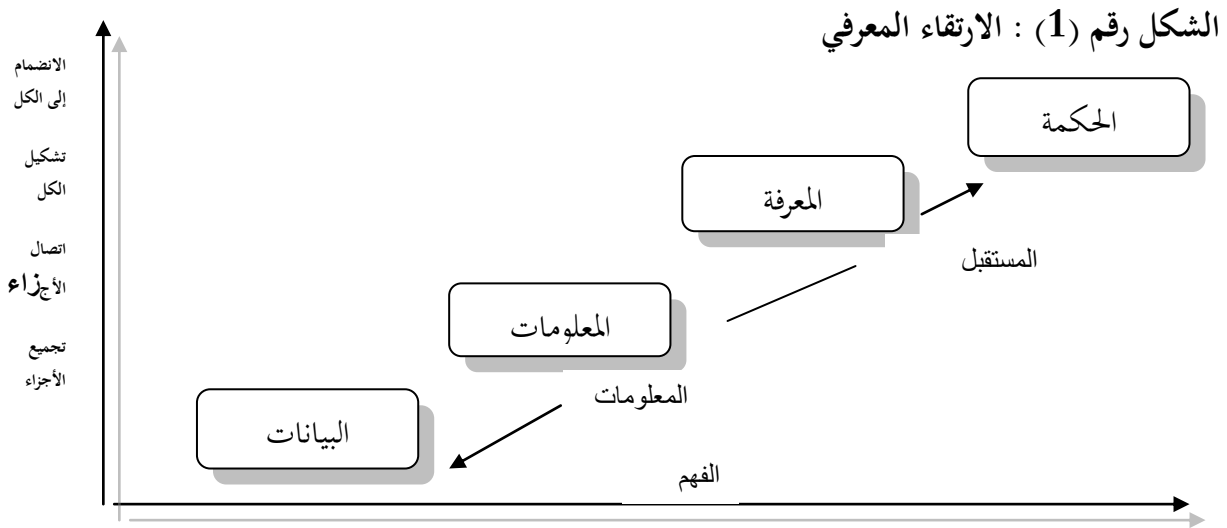 الشكل رقم (1) : الارتقاء المعرفي
الانضمام
إلى الكل
الحكمة
تشكيل
الكل
المعرفة
اتصال
الأجزاء
المستقبل
المعلومات
تجميع
الأجزاء
المعلومات
البيانات
الفهم